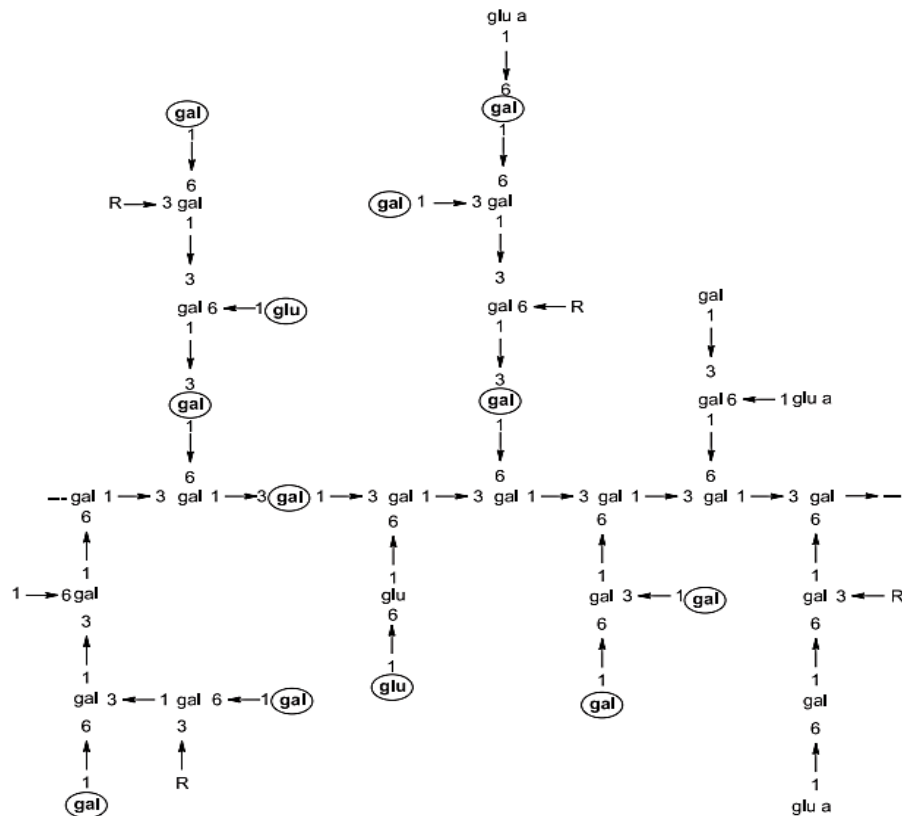 glu a
1
6
gal gal
1 1
6 6
R 3 gal gal 1 3 gal
1 1
3 3 gal
gal 6 1 glu gal 6 R 1
1 1 3
3 3
gal gal gal 6 1 glu a
1 1 1
6 6 6
gal 1 3 gal 1 3 gal 1 3 gal 1 3 gal 1 3 gal 1 3 gal 1 3 gal
6 6 6 6
1 1 1 1
1 6 gal glu gal 3 1 gal gal 3 R
3 6 6 6
1 1 1 1
gal 3 1 gal 6 1 gal glu gal gal
6 3 6
1 R 1
gal glu a